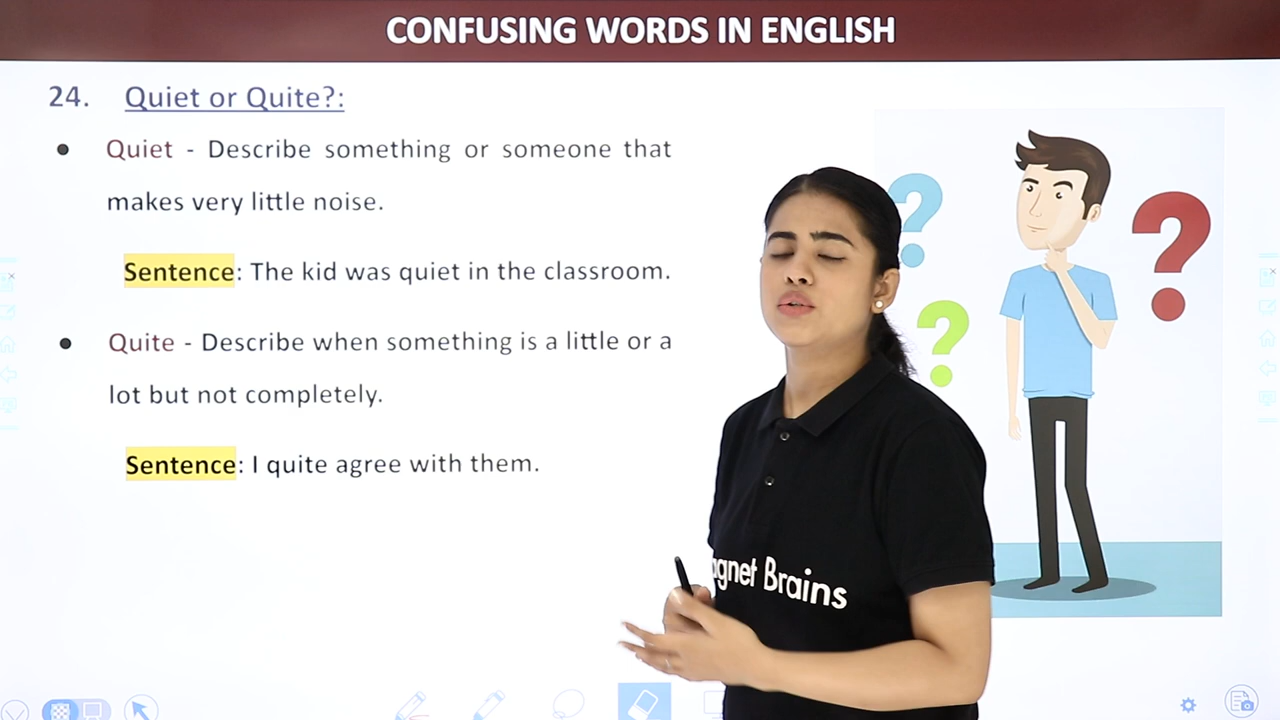 CONFUSING WORDS IN ENGLISH
24. Quiet or Quite?:
• Quiet - Describe something or someone that
makes very little noise.
Sentence: The kid was quiet in the classroom.
• Quite - Describe when something is a little or a
lot but not completely.
Sentence: I quite agree with them.
?
?
?
agnet Brains